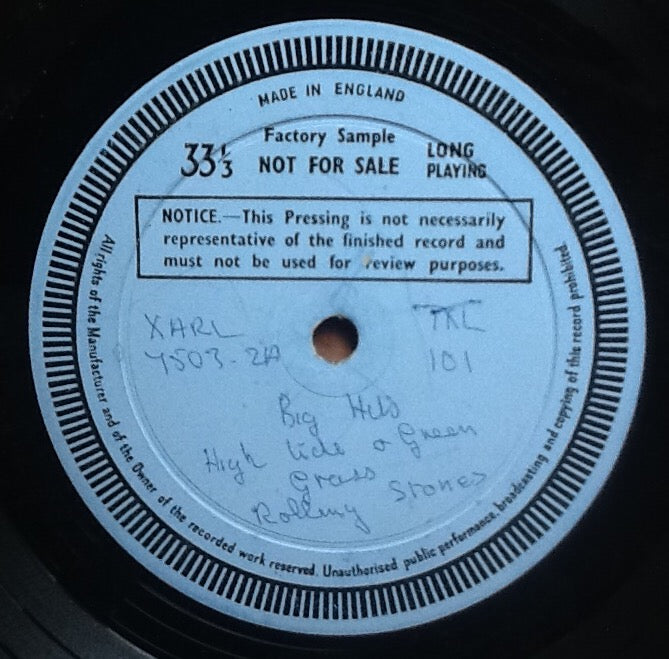 MADE IN ENGLAND
Factory Sample
33⅓ NOT FOR SALE LONG PLAYING
NOTICE.—This Pressing is not necessarily
representative of the finished record and
must not be used for review purposes.
XARL TXL
7503-2A 101
Big Hits
High tide & Green
Grass
Rolling Stones
All rights of the Manufacturer and of the Owner of the recorded work reserved. Unauthorised public performance, broadcasting and copying of this record prohibited